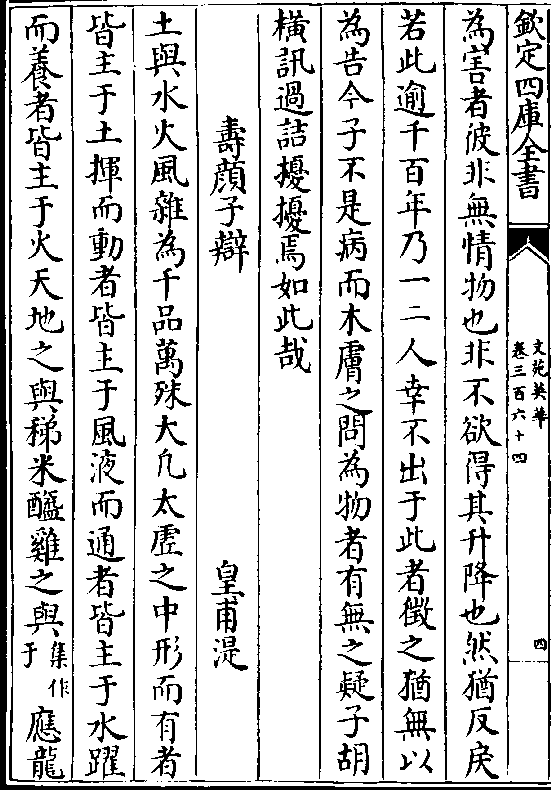 欽定四庫全書
文苑英華
卷三百六十四
四
為害者彼非無情物也非不欲得其升降也然猶反戾
若此逾千百年乃一二人幸不出于此者徵之猶無以
為告今子不是病而木膚之問為物者有無之疑子胡
橫訊過詰擾擾焉如此哉
壽顔子辯
皇甫湜
土與水火風雜為千品萬殊大凢太虛之中形而有者
皆主于土揮而動者皆主于風液而通者皆主于水躍
而養者皆主于火天地之與稊米醯雞之與集作于應龍